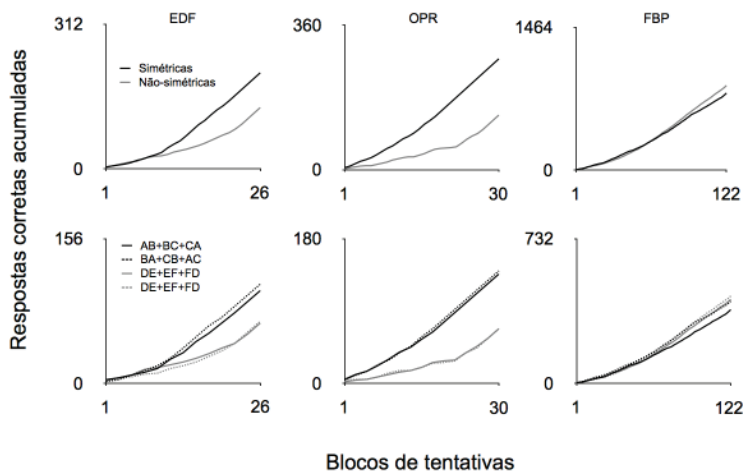 EDF
OPR
FBP
312
360
1464
Simétricas
Não-simétricas
0
0
0
1
26
1
30
1
122
Respostas corretas acumuladas
156
180
732
AB+BC+CA
BA+CB+AC
DE+EF+FD
DE+EF+FD
0
0
0
1
26
1
30
1
122
Blocos de tentativas